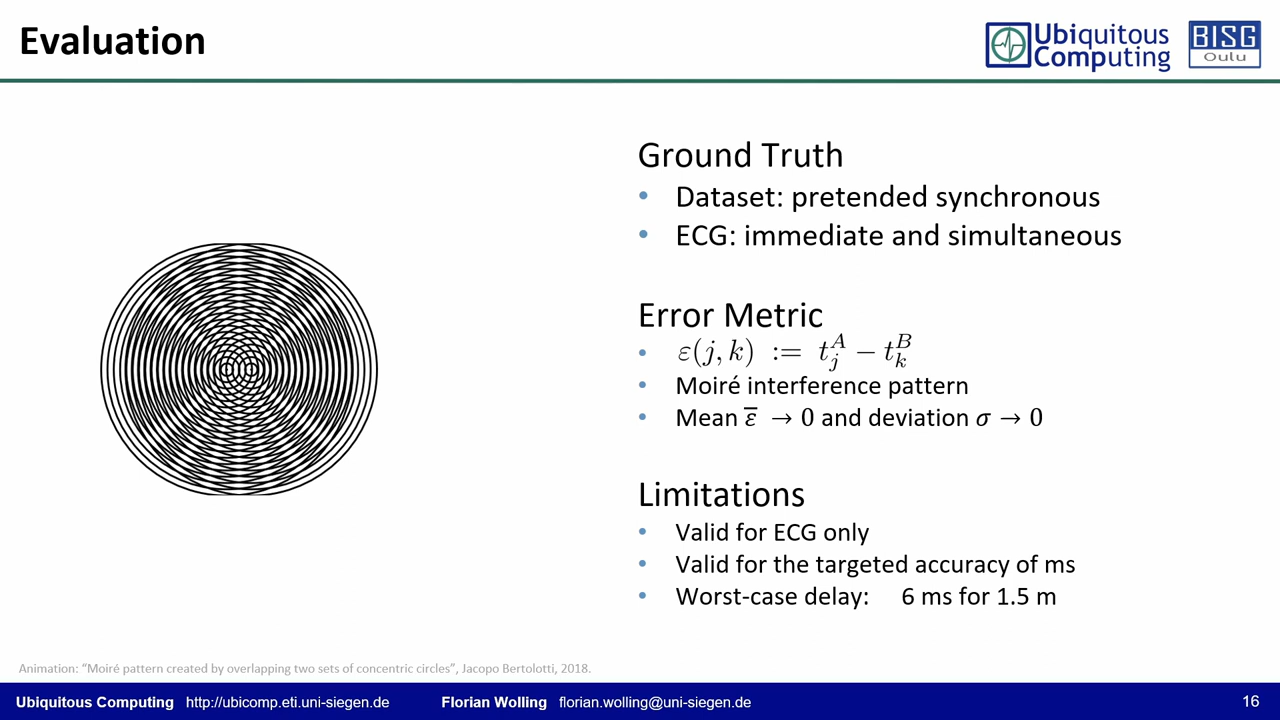 Evaluation
Ubiquitous
Computing
BISG
Oulu
Ground Truth
• Dataset: pretended synchronous
• ECG: immediate and simultaneous
Error Metric
• ε(j, k) := t_j^A − t_k^B
• Moiré interference pattern
• Mean ε̅ → 0 and deviation σ → 0
Limitations
• Valid for ECG only
• Valid for the targeted accuracy of ms
• Worst-case delay: 6 ms for 1.5 m
Animation: “Moiré pattern created by overlapping two sets of concentric circles”, Jacopo Bertolotti, 2018.
Ubiquitous Computing http://ubicomp.eti.uni-siegen.de Florian Wolling florian.wolling@uni-siegen.de 16